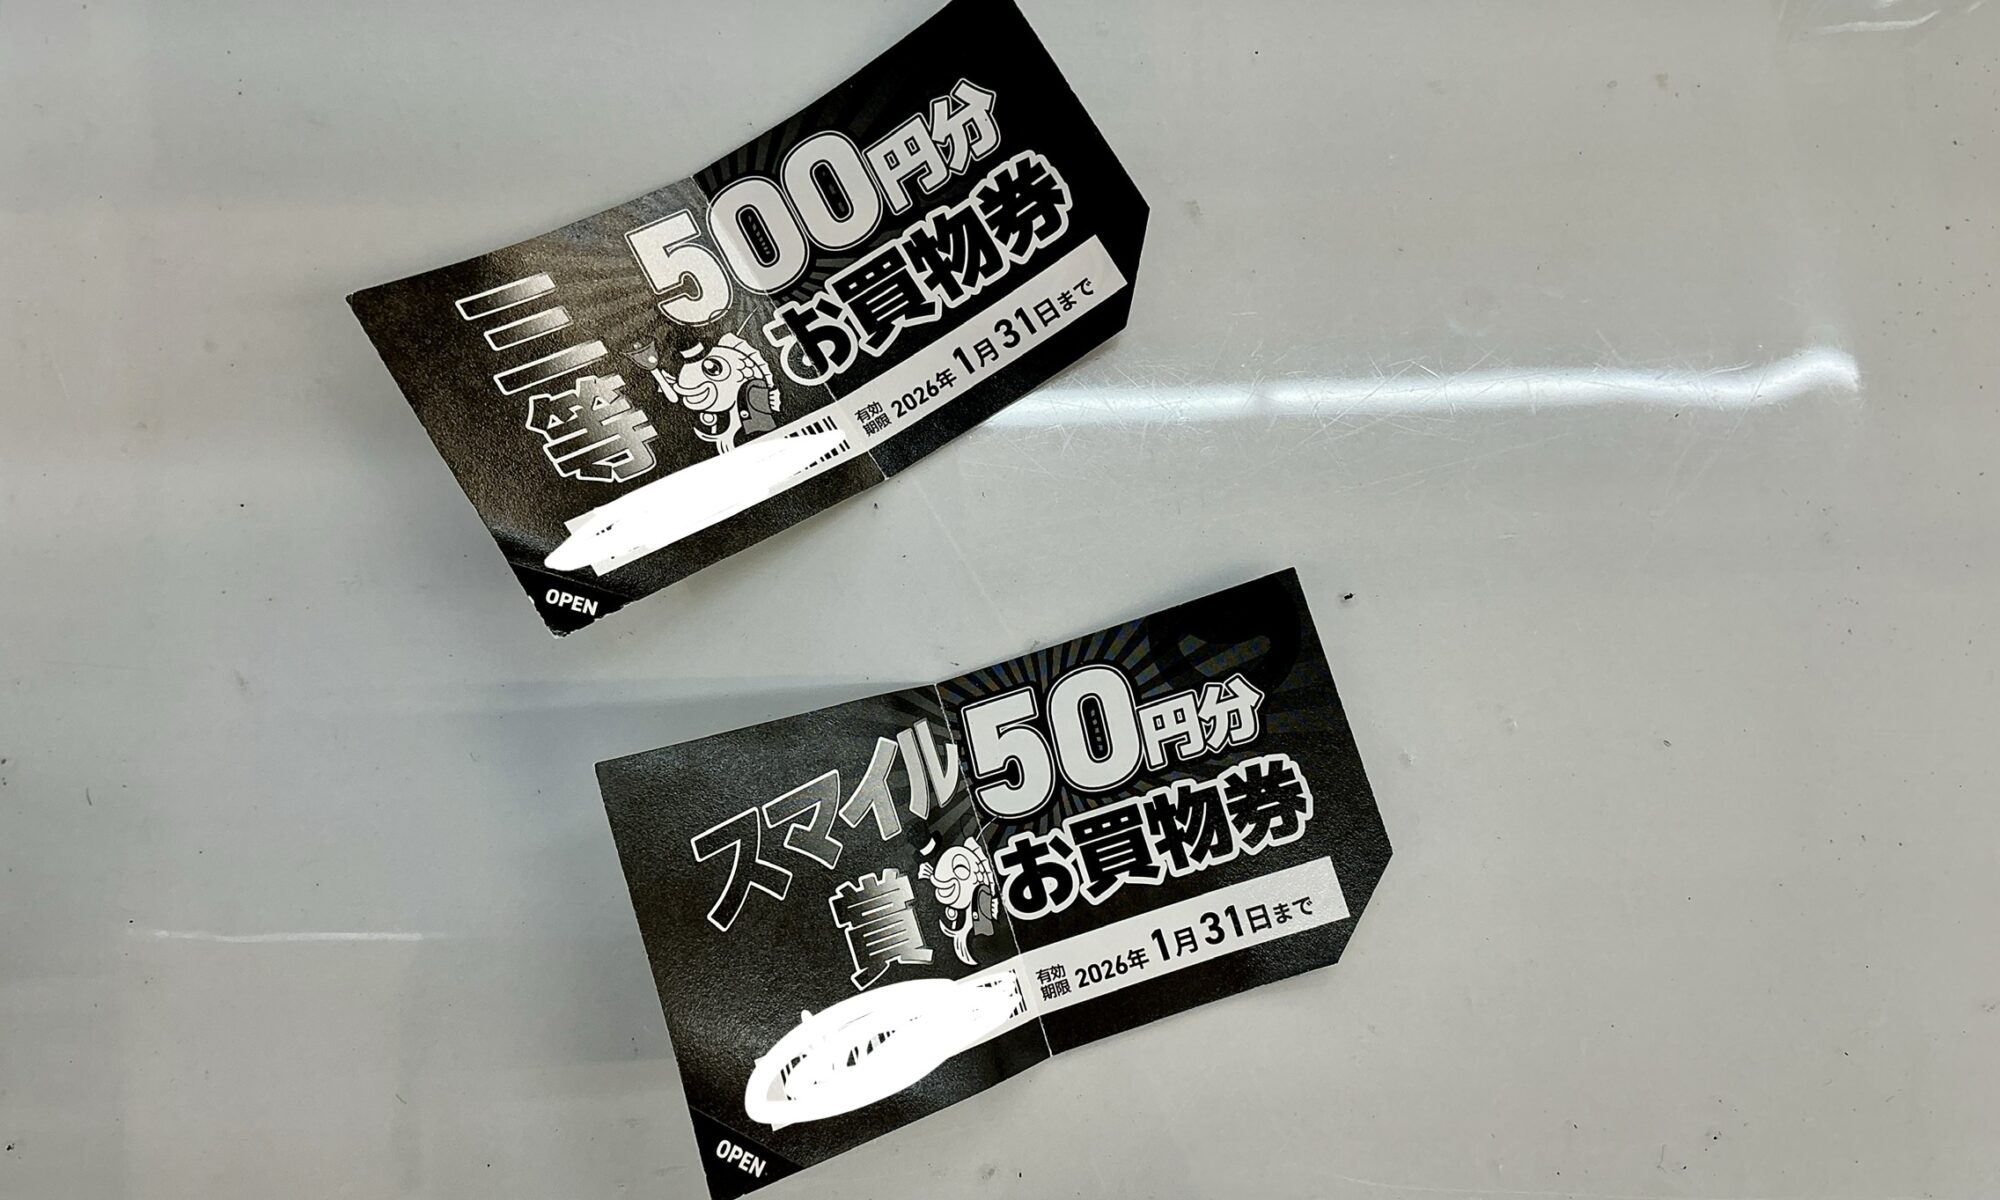 三等
500円分
お買物券
有効期限 2026年1月31日まで
OPEN
スマイル賞
50円分
お買物券
有効期限 2026年1月31日まで
OPEN